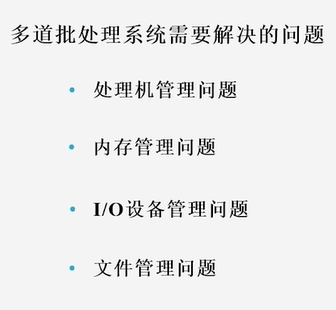 多道批处理系统需要解决的问题
处理机管理问题
内存管理问题
I/O设备管理问题
文件管理问题